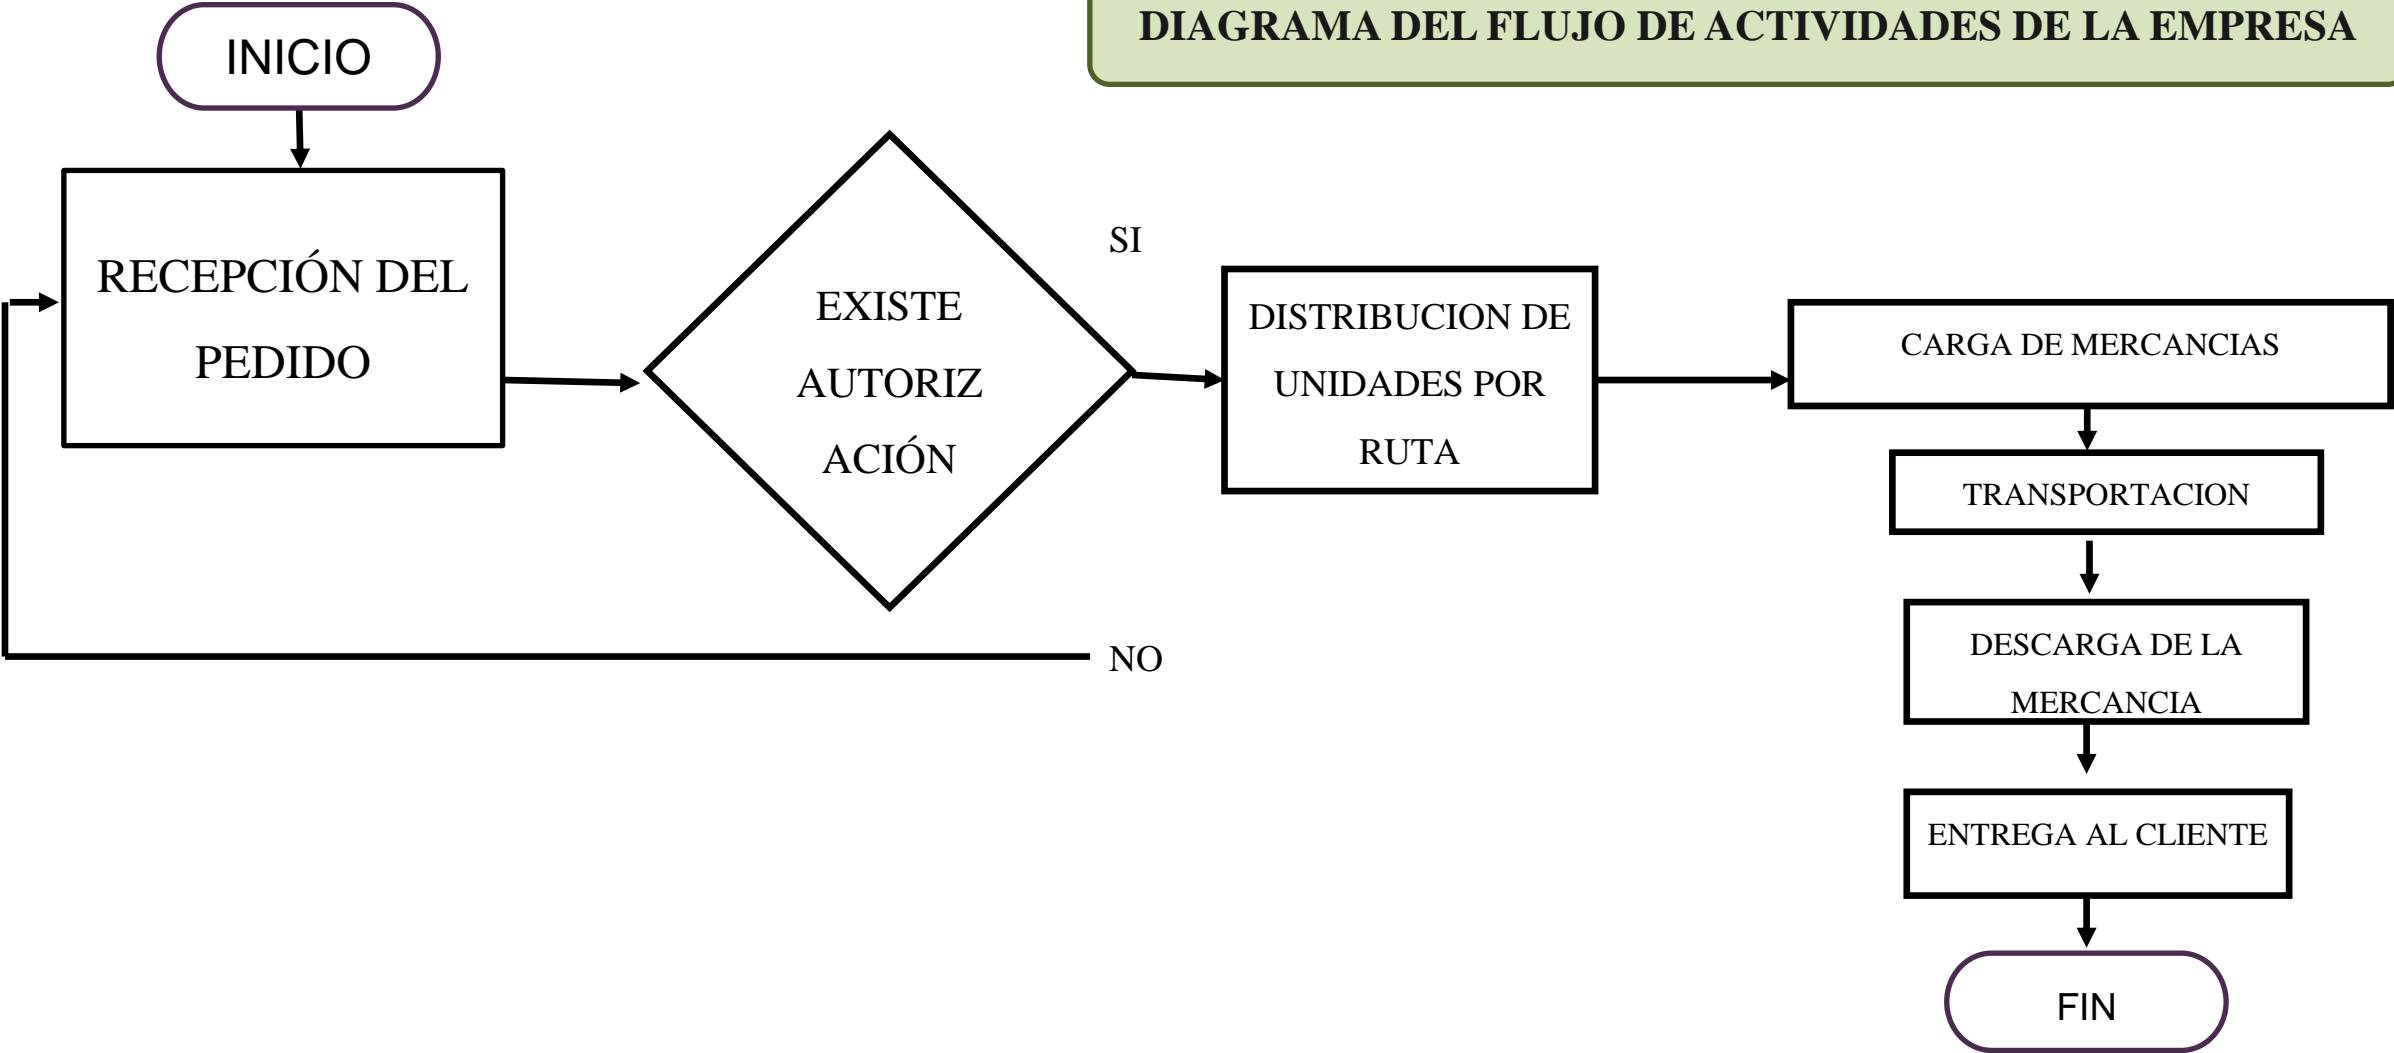 DIAGRAMA DEL FLUJO DE ACTIVIDADES DE LA EMPRESA
INICIO
RECEPCIÓN DEL
PEDIDO
EXISTE
AUTORIZ
ACIÓN
SI
NO
DISTRIBUCION DE
UNIDADES POR
RUTA
CARGA DE MERCANCIAS
TRANSPORTACION
DESCARGA DE LA
MERCANCIA
ENTREGA AL CLIENTE
FIN